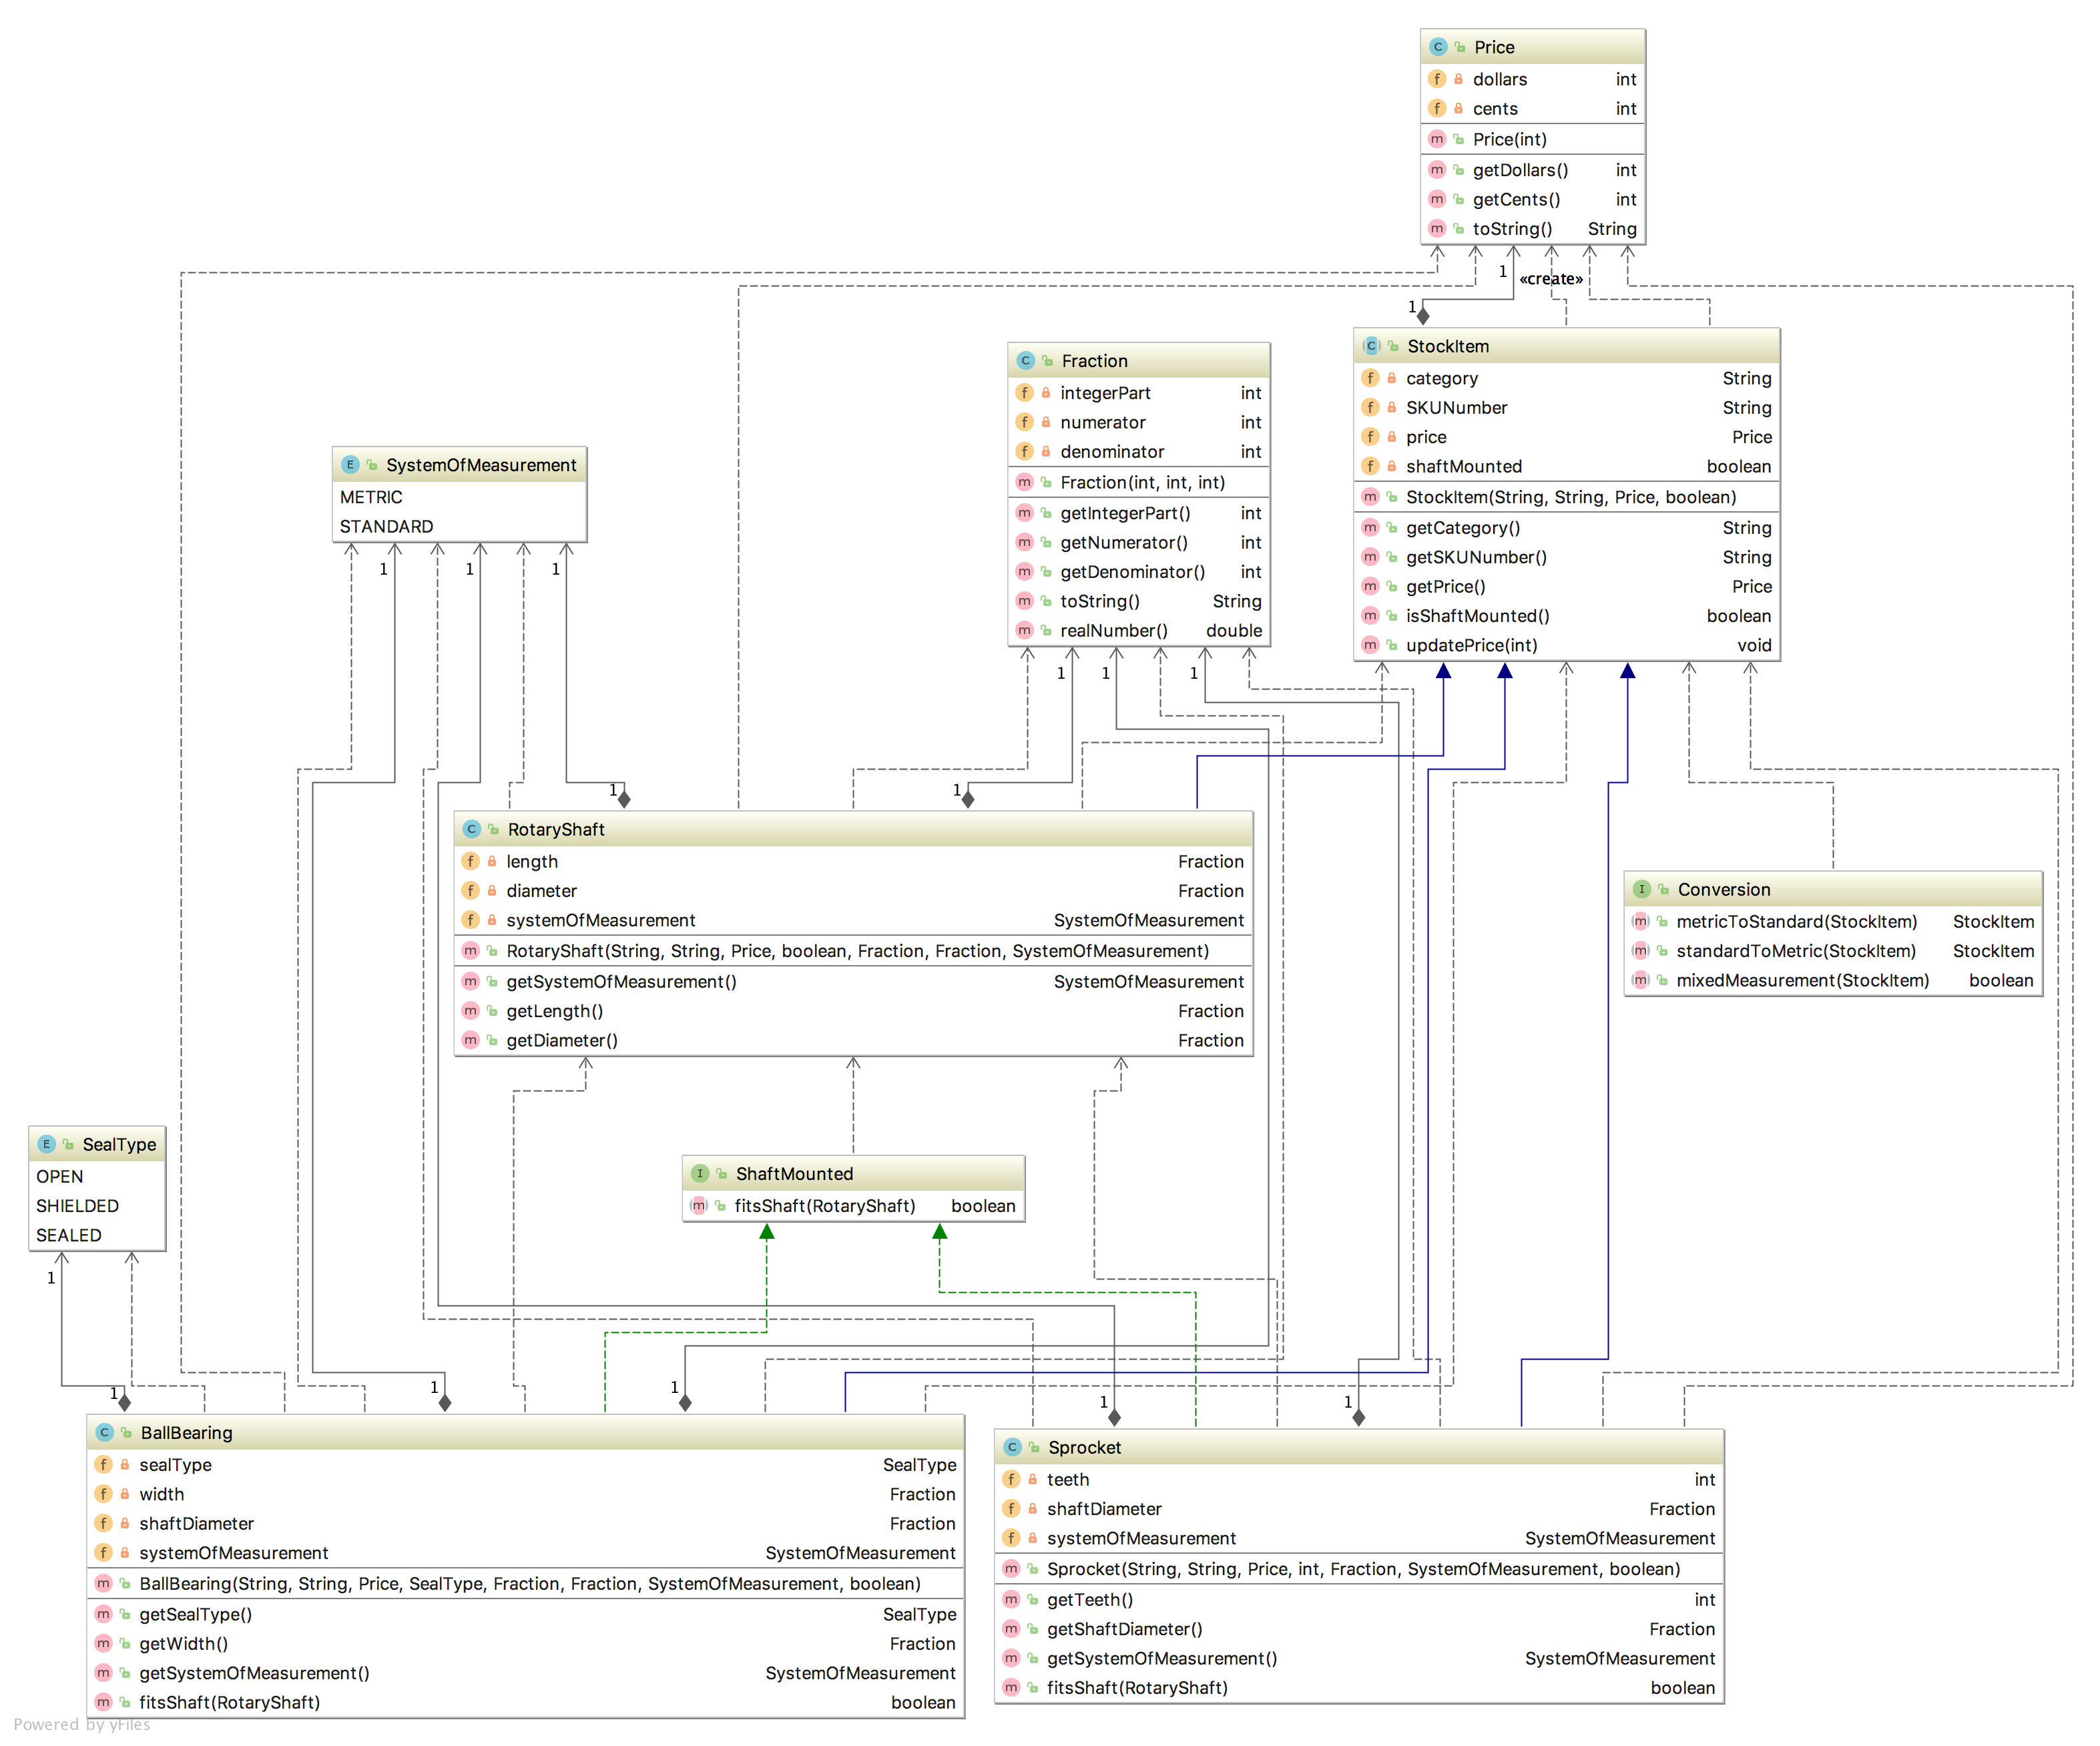 Price
dollars int
cents int
Price(int)
getDollars() int
getCents() int
toString() String
1
«create»
1
StockItem
category String
SKUNumber String
price Price
shaftMounted boolean
StockItem(String, String, Price, boolean)
getCategory() String
getSKUNumber() String
getPrice() Price
isShaftMounted() boolean
updatePrice(int) void
Fraction
integerPart int
numerator int
denominator int
Fraction(int, int, int)
getIntegerPart() int
getNumerator() int
getDenominator() int
toString() String
realNumber() double
1 1 1
SystemOfMeasurement
METRIC
STANDARD
1 1 1
1 1
RotaryShaft
length Fraction
diameter Fraction
systemOfMeasurement SystemOfMeasurement
RotaryShaft(String, String, Price, boolean, Fraction, Fraction, SystemOfMeasurement)
getSystemOfMeasurement() SystemOfMeasurement
getLength() Fraction
getDiameter() Fraction
Conversion
metricToStandard(StockItem) StockItem
standardToMetric(StockItem) StockItem
mixedMeasurement(StockItem) boolean
SealType
OPEN
SHIELDED
SEALED
1
ShaftMounted
fitsShaft(RotaryShaft) boolean
1 1 1 1 1
BallBearing
sealType SealType
width Fraction
shaftDiameter Fraction
systemOfMeasurement SystemOfMeasurement
BallBearing(String, String, Price, SealType, Fraction, Fraction, SystemOfMeasurement, boolean)
getSealType() SealType
getWidth() Fraction
getSystemOfMeasurement() SystemOfMeasurement
fitsShaft(RotaryShaft) boolean
Sprocket
teeth int
shaftDiameter Fraction
systemOfMeasurement SystemOfMeasurement
Sprocket(String, String, Price, int, Fraction, SystemOfMeasurement, boolean)
getTeeth() int
getShaftDiameter() Fraction
getSystemOfMeasurement() SystemOfMeasurement
fitsShaft(RotaryShaft) boolean
Powered by yFiles